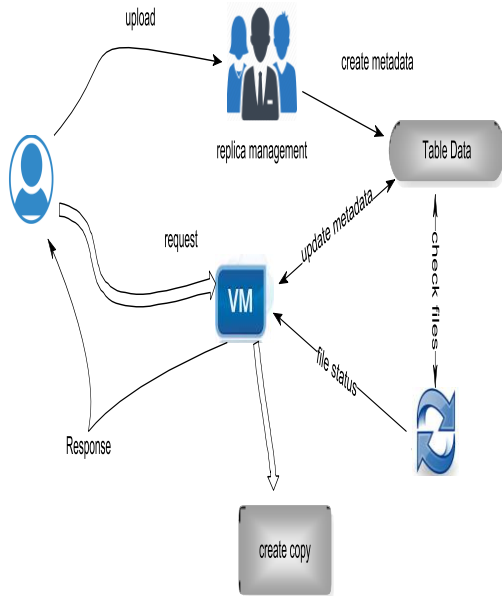 upload
create metadata
replica management
Table Data
request
update metadata
check files
VM
file status
Response
create copy